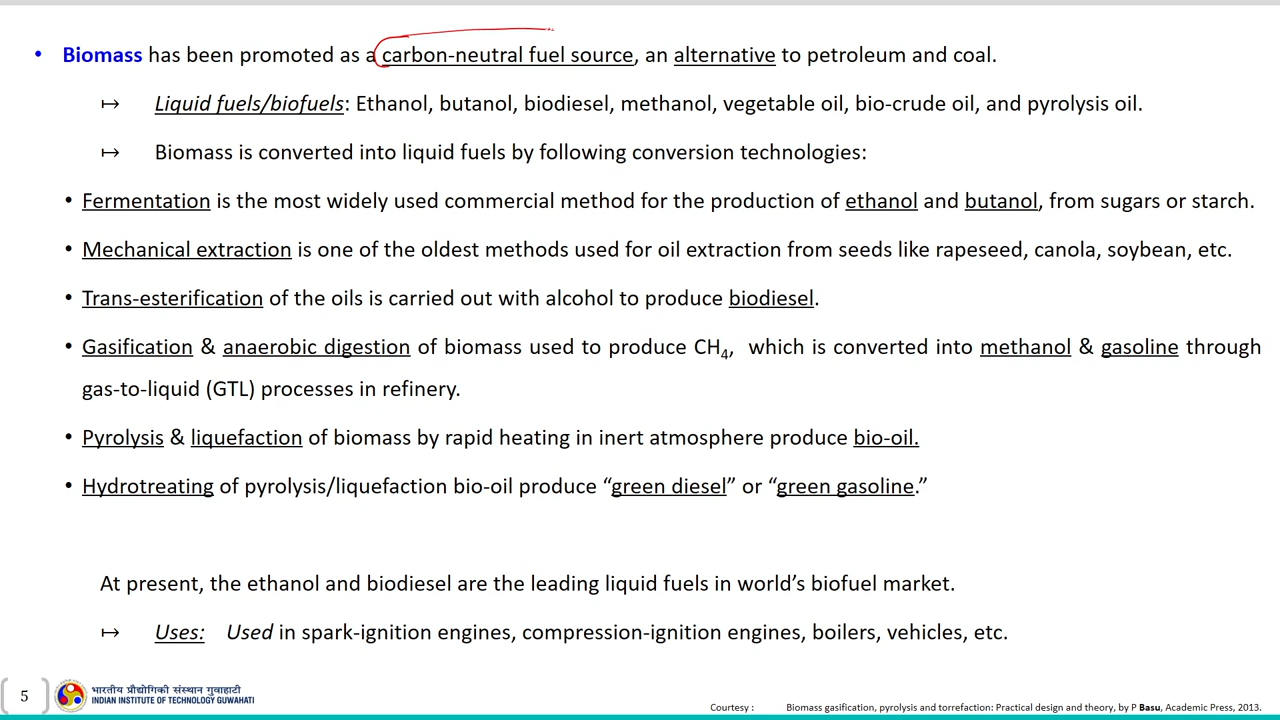 • Biomass has been promoted as a carbon-neutral fuel source, an alternative to petroleum and coal.
↦ Liquid fuels/biofuels: Ethanol, butanol, biodiesel, methanol, vegetable oil, bio-crude oil, and pyrolysis oil.
↦ Biomass is converted into liquid fuels by following conversion technologies:
• Fermentation is the most widely used commercial method for the production of ethanol and butanol, from sugars or starch.
• Mechanical extraction is one of the oldest methods used for oil extraction from seeds like rapeseed, canola, soybean, etc.
• Trans-esterification of the oils is carried out with alcohol to produce biodiesel.
• Gasification & anaerobic digestion of biomass used to produce CH₄, which is converted into methanol & gasoline through
gas-to-liquid (GTL) processes in refinery.
• Pyrolysis & liquefaction of biomass by rapid heating in inert atmosphere produce bio-oil.
• Hydrotreating of pyrolysis/liquefaction bio-oil produce “green diesel” or “green gasoline.”
At present, the ethanol and biodiesel are the leading liquid fuels in world’s biofuel market.
↦ Uses: Used in spark-ignition engines, compression-ignition engines, boilers, vehicles, etc.
5
भारतीय प्रौद्योगिकी संस्थान गुवाहाटी
INDIAN INSTITUTE OF TECHNOLOGY GUWAHATI
Courtesy : Biomass gasification, pyrolysis and torrefaction: Practical design and theory, by P Basu, Academic Press, 2013.